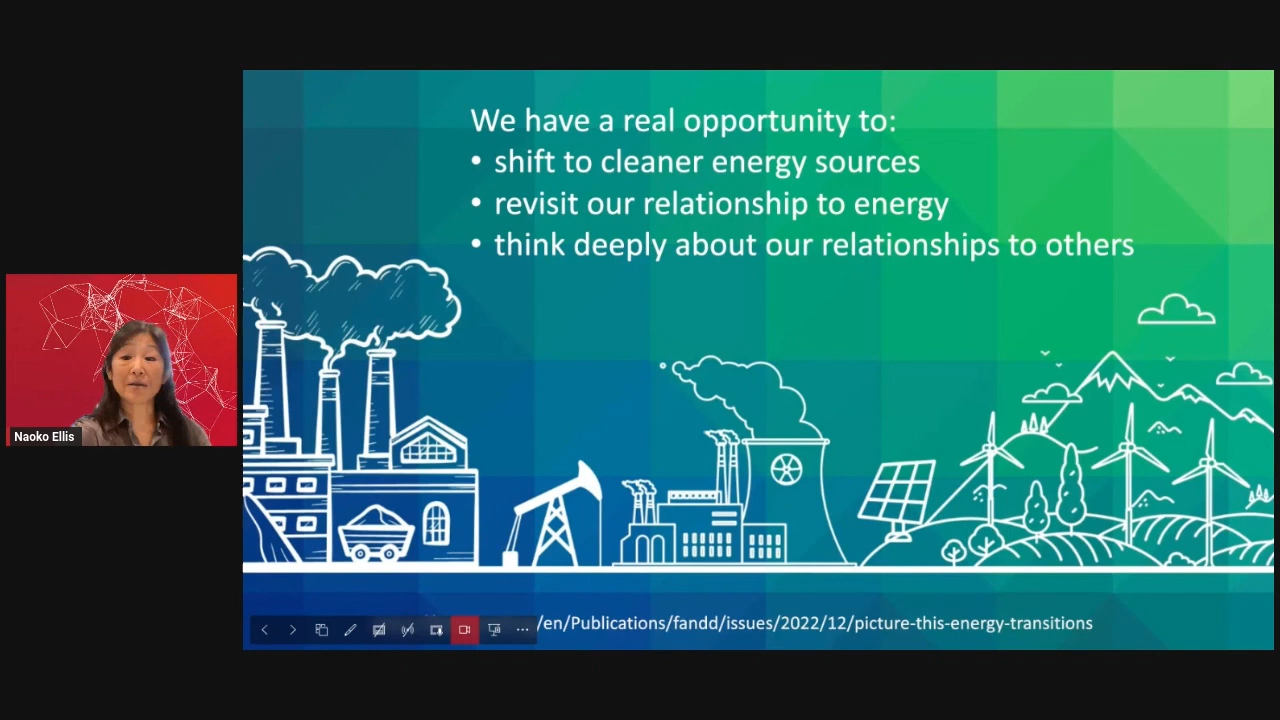 We have a real opportunity to:
• shift to cleaner energy sources
• revisit our relationship to energy
• think deeply about our relationships to others
Naoko Ellis
/en/Publications/fandd/issues/2022/12/picture-this-energy-transitions